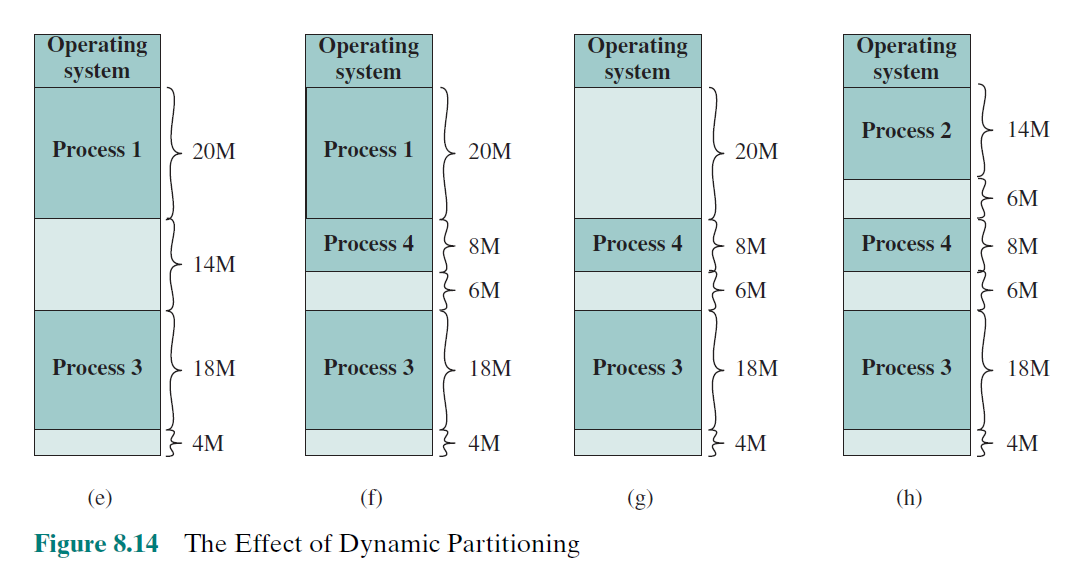 Operating
system
Process 1
20M
14M
Process 3
18M
4M
(e)
Operating
system
Process 1
20M
Process 4
8M
6M
Process 3
18M
4M
(f)
Operating
system
20M
Process 4
8M
6M
Process 3
18M
4M
(g)
Operating
system
Process 2
14M
6M
Process 4
8M
6M
Process 3
18M
4M
(h)
Figure 8.14 The Effect of Dynamic Partitioning